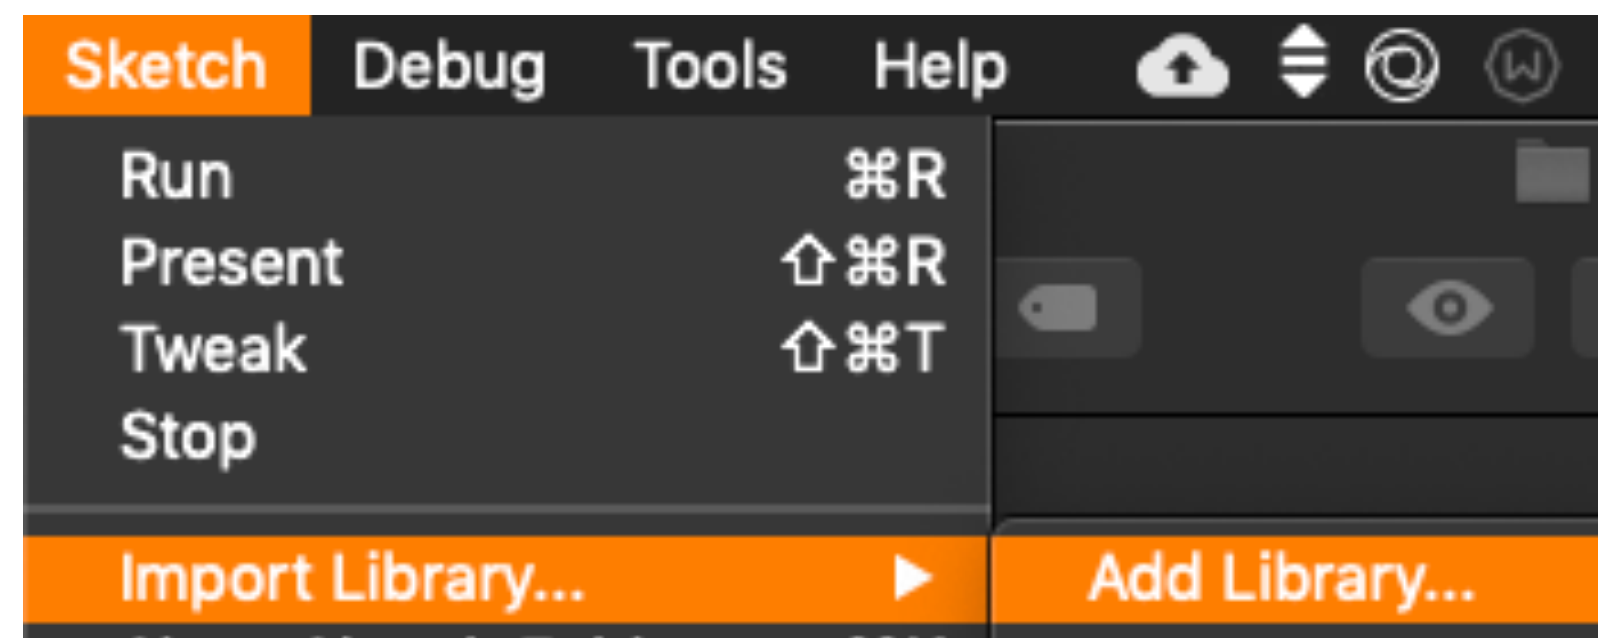 Sketch Debug Tools Help
Run ⌘R
Present ⇧⌘R
Tweak ⇧⌘T
Stop
Import Library... Add Library...